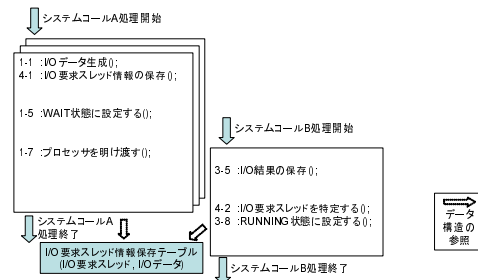 システムコールA処理開始
1-1 :I/Oデータ生成();
4-1 :I/O要求スレッド情報の保存();
1-5 :WAIT状態に設定する();
1-7 :プロセッサを明け渡す();
システムコールB処理開始
3-5 :I/O結果の保存();
4-2 :I/O要求スレッドを特定する();
3-8 :RUNNING状態に設定する();
システムコールA
処理終了
I/O要求スレッド情報保存テーブル
(I/O要求スレッド, I/Oデータ)
システムコールB処理終了
データ
構造の
参照